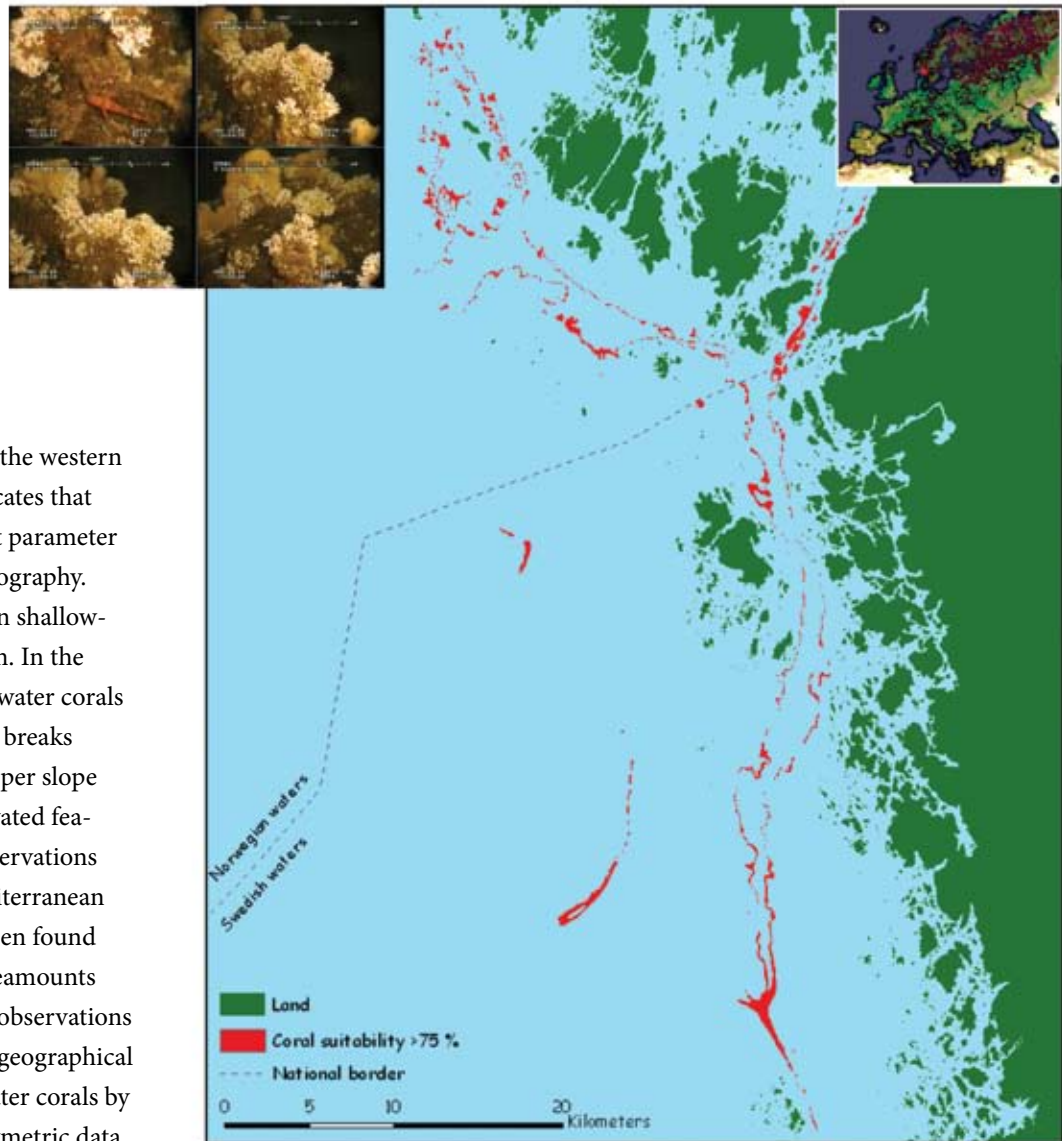 the western
cates that
t parameter
ography.
n shallow-
n. In the
water corals
breaks
per slope
ated fea-
servations
iterranean
en found
eamounts
observations
geographical
ter corals by
metric data
Norwegian waters
Swedish waters
Land
Coral suitability >75 %
National border
0 5 10 20
Kilometers